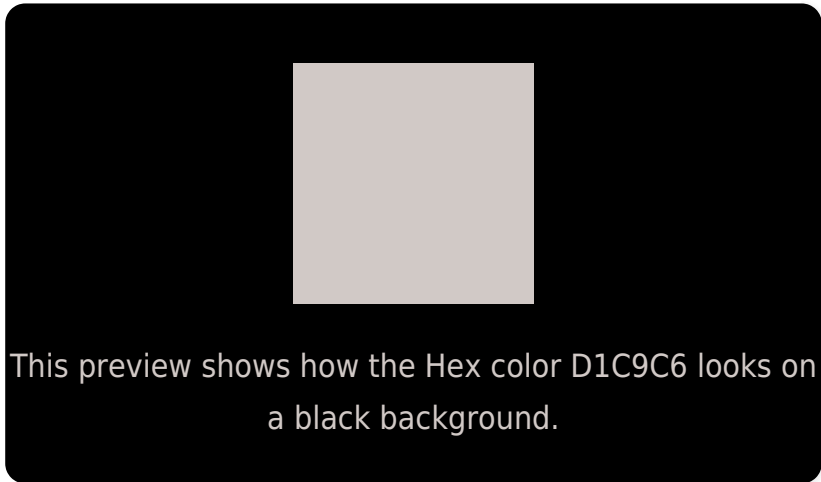 This preview shows how the Hex color D1C9C6 looks on
a black background.